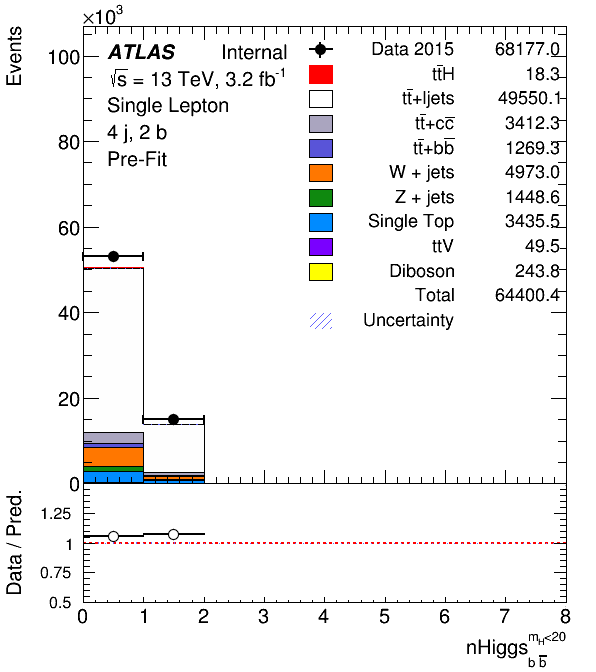 ×10³
Events
ATLAS Internal
√s = 13 TeV, 3.2 fb⁻¹
Single Lepton
4 j, 2 b
Pre-Fit
Data 2015 68177.0
tt̄H 18.3
tt̄+ljets 49550.1
tt̄+cc̄ 3412.3
tt̄+bb̄ 1269.3
W + jets 4973.0
Z + jets 1448.6
Single Top 3435.5
ttV 49.5
Diboson 243.8
Total 64400.4
Uncertainty
100
80
60
40
20
0
Data / Pred.
1.25
1
0.75
0.5
0 1 2 3 4 5 6 7 8
nHiggs m_H<20 b b̄